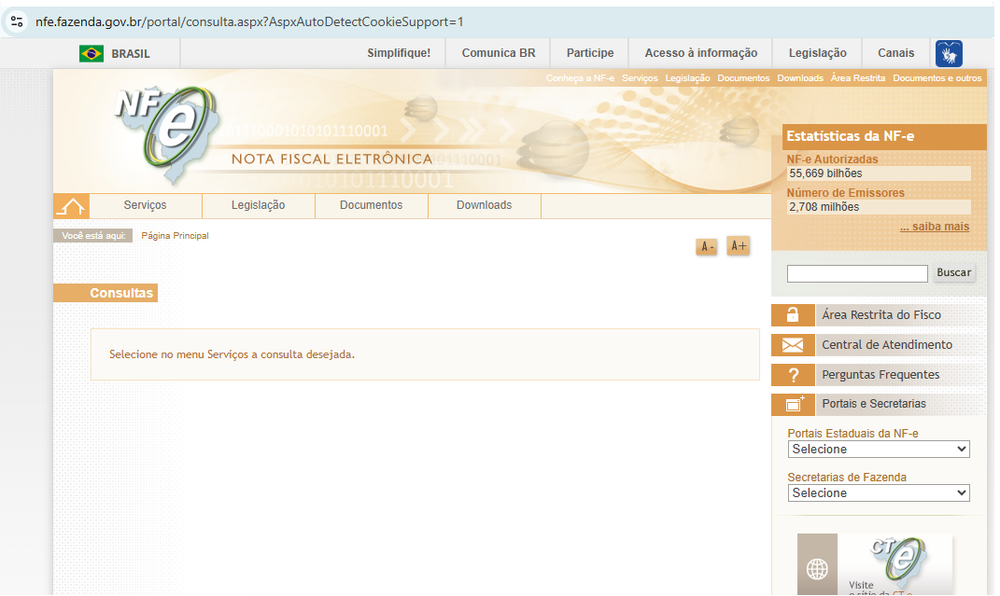 nfe.fazenda.gov.br/portal/consulta.aspx?AspxAutoDetectCookieSupport=1
BRASIL
Simplifique!
Comunica BR
Participe
Acesso à informação
Legislação
Canais
Conheça a NF-e Serviços Legislação Documentos Downloads Área Restrita Documentos e outros
NFe
NOTA FISCAL ELETRÔNICA
Estatísticas da NF-e
NF-e Autorizadas
55,669 bilhões
Número de Emissores
2,708 milhões
... saiba mais
Serviços
Legislação
Documentos
Downloads
Você está aqui: Página Principal
A -
A+
Buscar
Consultas
Selecione no menu Serviços a consulta desejada.
Área Restrita do Fisco
Central de Atendimento
? Perguntas Frequentes
Portais e Secretarias
Portais Estaduais da NF-e
Selecione
Secretarias de Fazenda
Selecione
CTe
Visite
o sítio da CT-e